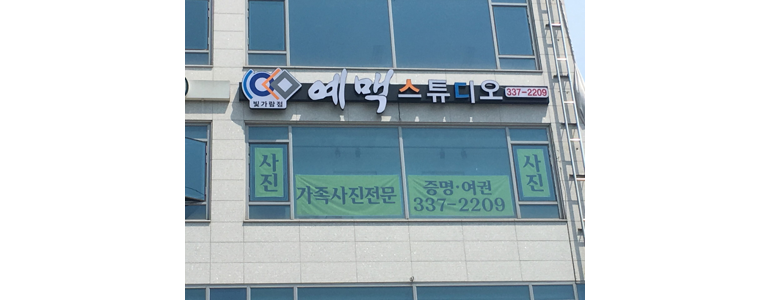 예맥스튜디오 337-2209
빛가람점
사진
가족사진전문
증명·여권
337-2209
사진